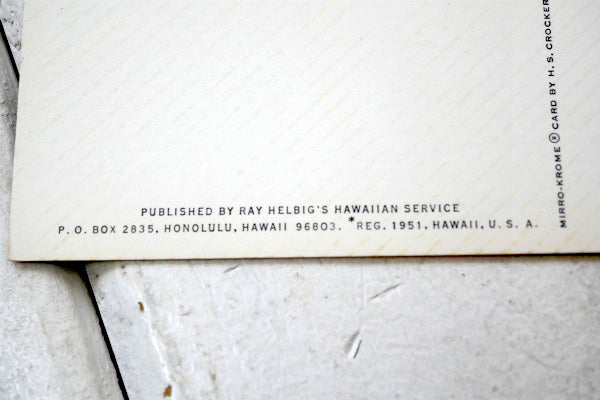 PUBLISHED BY RAY HELBIG'S HAWAIIAN SERVICE
P. O. BOX 2835, HONOLULU, HAWAII 96803. *REG. 1951, HAWAII, U. S. A.
MIRRO-KROME ® CARD BY H. S. CROCKER